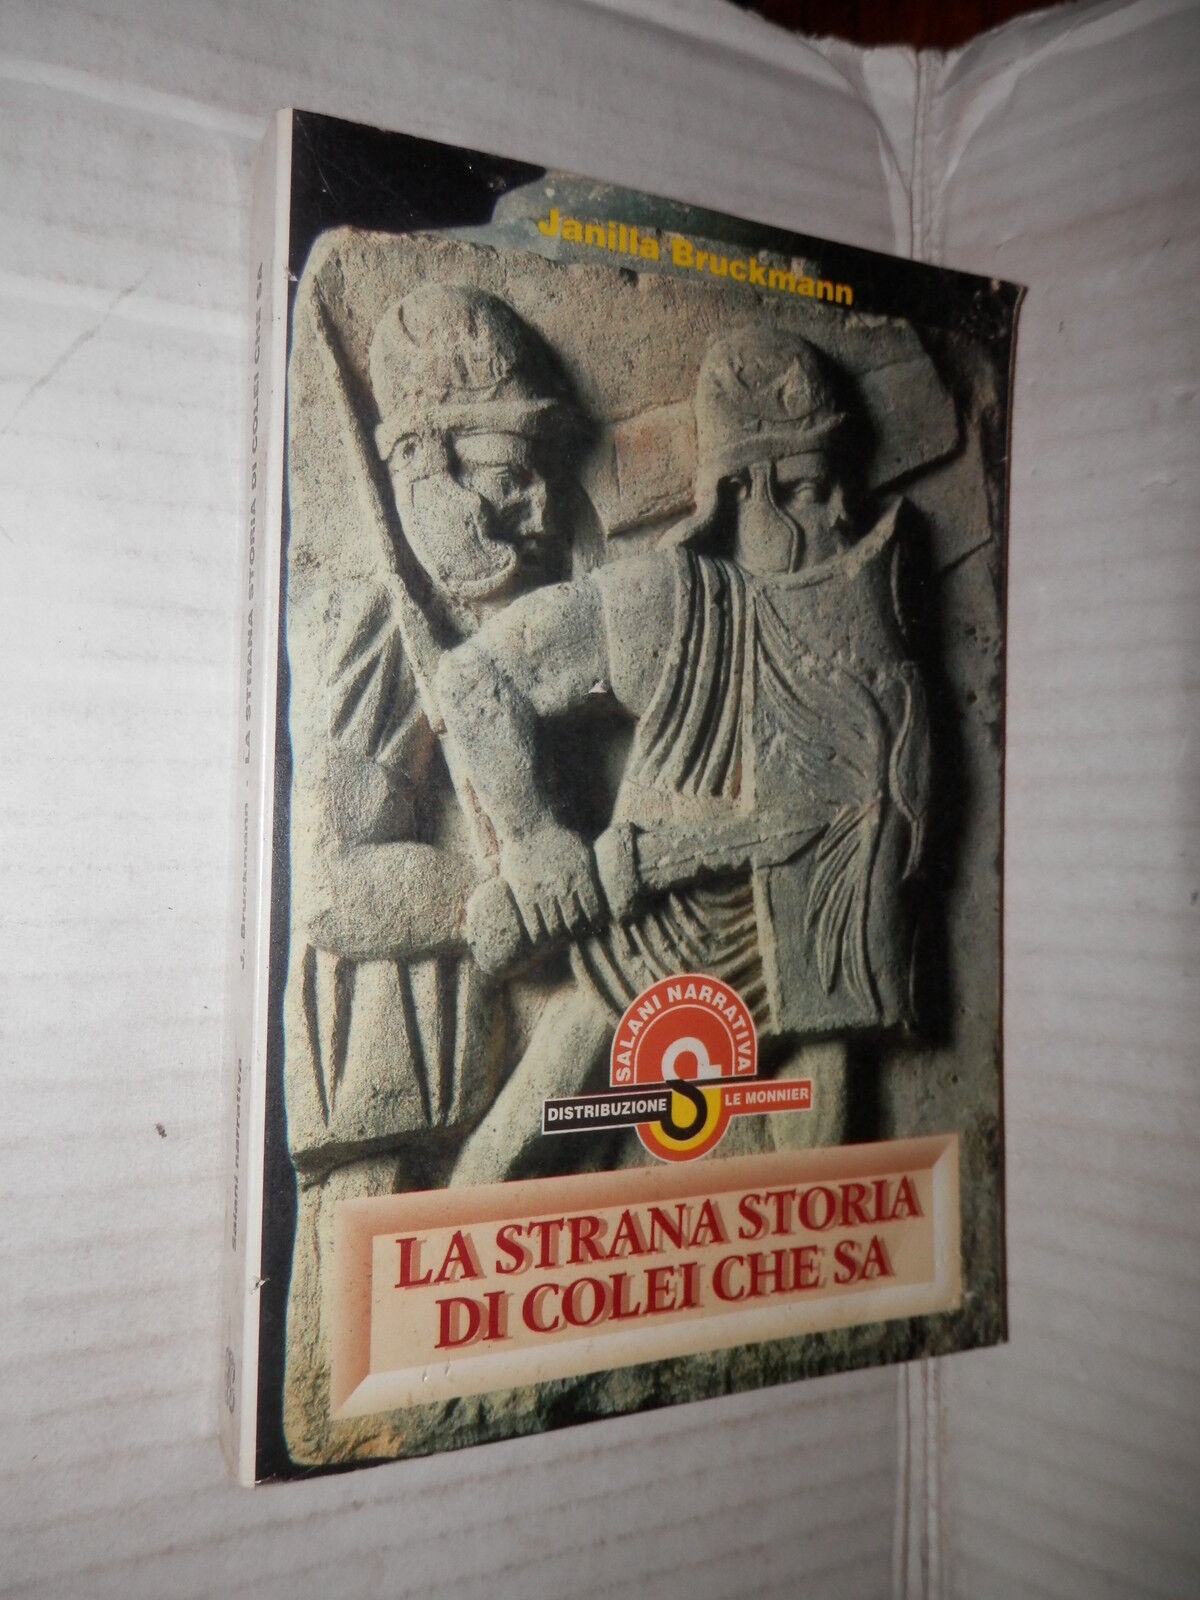 Janilla Bruckmann
SALANI NARRATIVA
DISTRIBUZIONE LE MONNIER
LA STRANA STORIA
DI COLEI CHE SA
J. Bruckmann - LA STRANA STORIA DI COLEI CHE SA
Salani narrativa